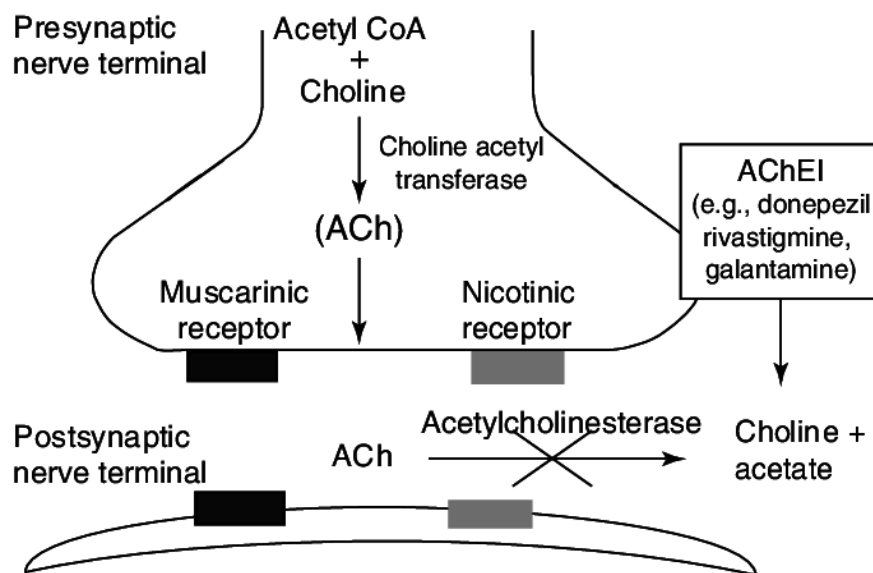 Presynaptic
nerve terminal
Acetyl CoA
+
Choline
Choline acetyl
transferase
(ACh)
AChEI
(e.g., donepezil
rivastigmine,
galantamine)
Muscarinic
receptor
Nicotinic
receptor
Postsynaptic
nerve terminal
ACh
Acetylcholinesterase
Choline +
acetate